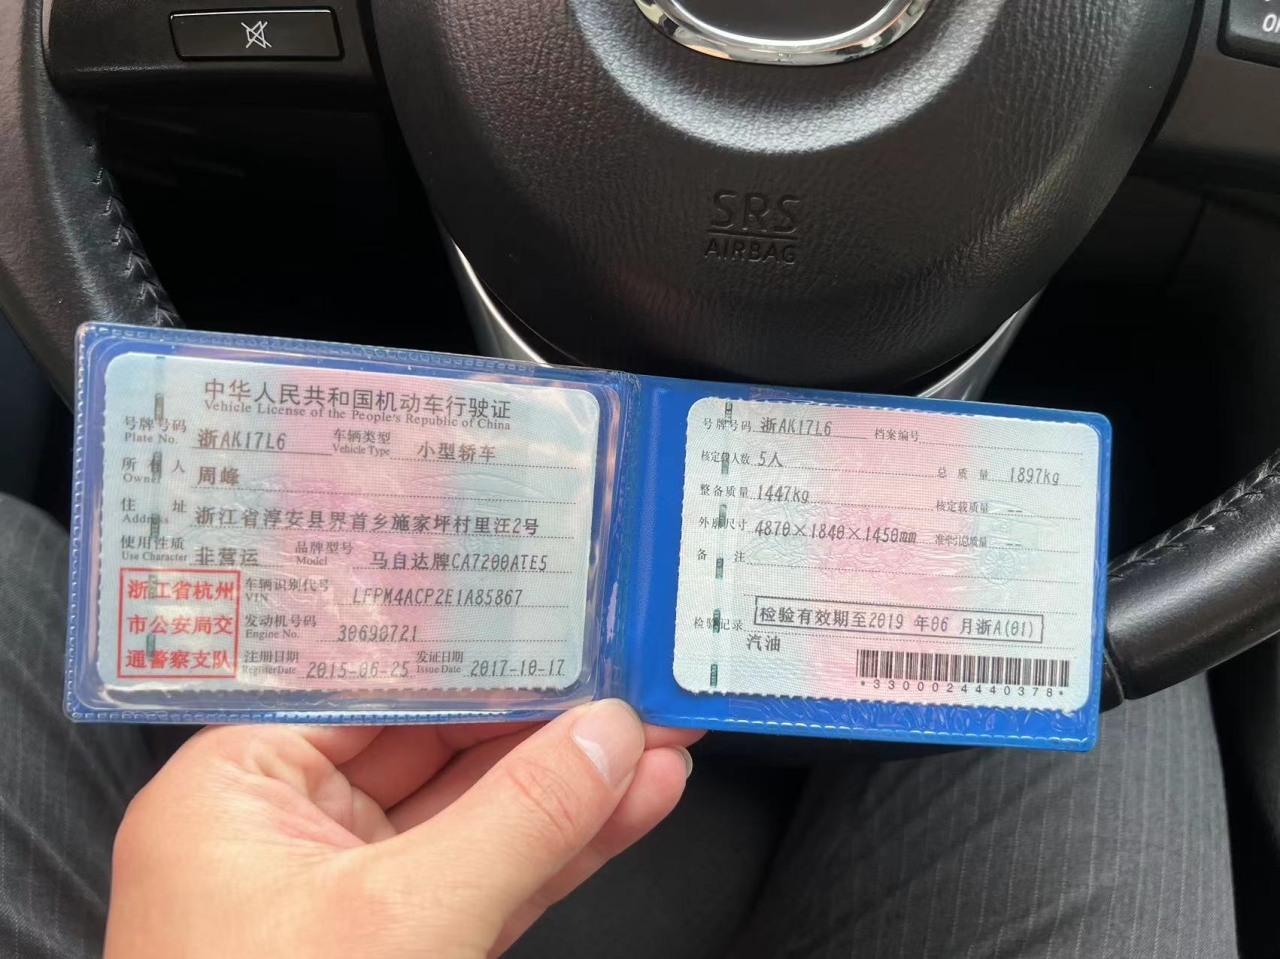 OF
SRS
AIRBAG
中华人民共和国机动车行驶证
Vehicle License of the People's Republic of China
号牌号码 浙AK17L6 车辆类型 小型轿车
Plate No. Vehicle Type
所有人 周峰
Owner
住址 浙江省淳安县界首乡施家坪村里汪2号
Address
使用性质 非营运 品牌型号 马自达牌CA7200ATE5
Use Character Model
浙江省杭州
市公安局交
通警察支队
车辆识别代号 LFPM4ACP2E1A85867
VIN
发动机号码 30690721
Engine No.
注册日期 2015-06-25 发证日期 2017-10-17
Register Date Issue Date
号牌号码 浙AK17L6 档案编号
核定载人数 5人 总质量 1897kg
整备质量 1447kg 核定载质量 --
外廓尺寸 4870×1840×1450mm 准牵引总质量 --
备注
检验记录 检验有效期至2019年06月浙A(01)
汽油
*3300024440378*